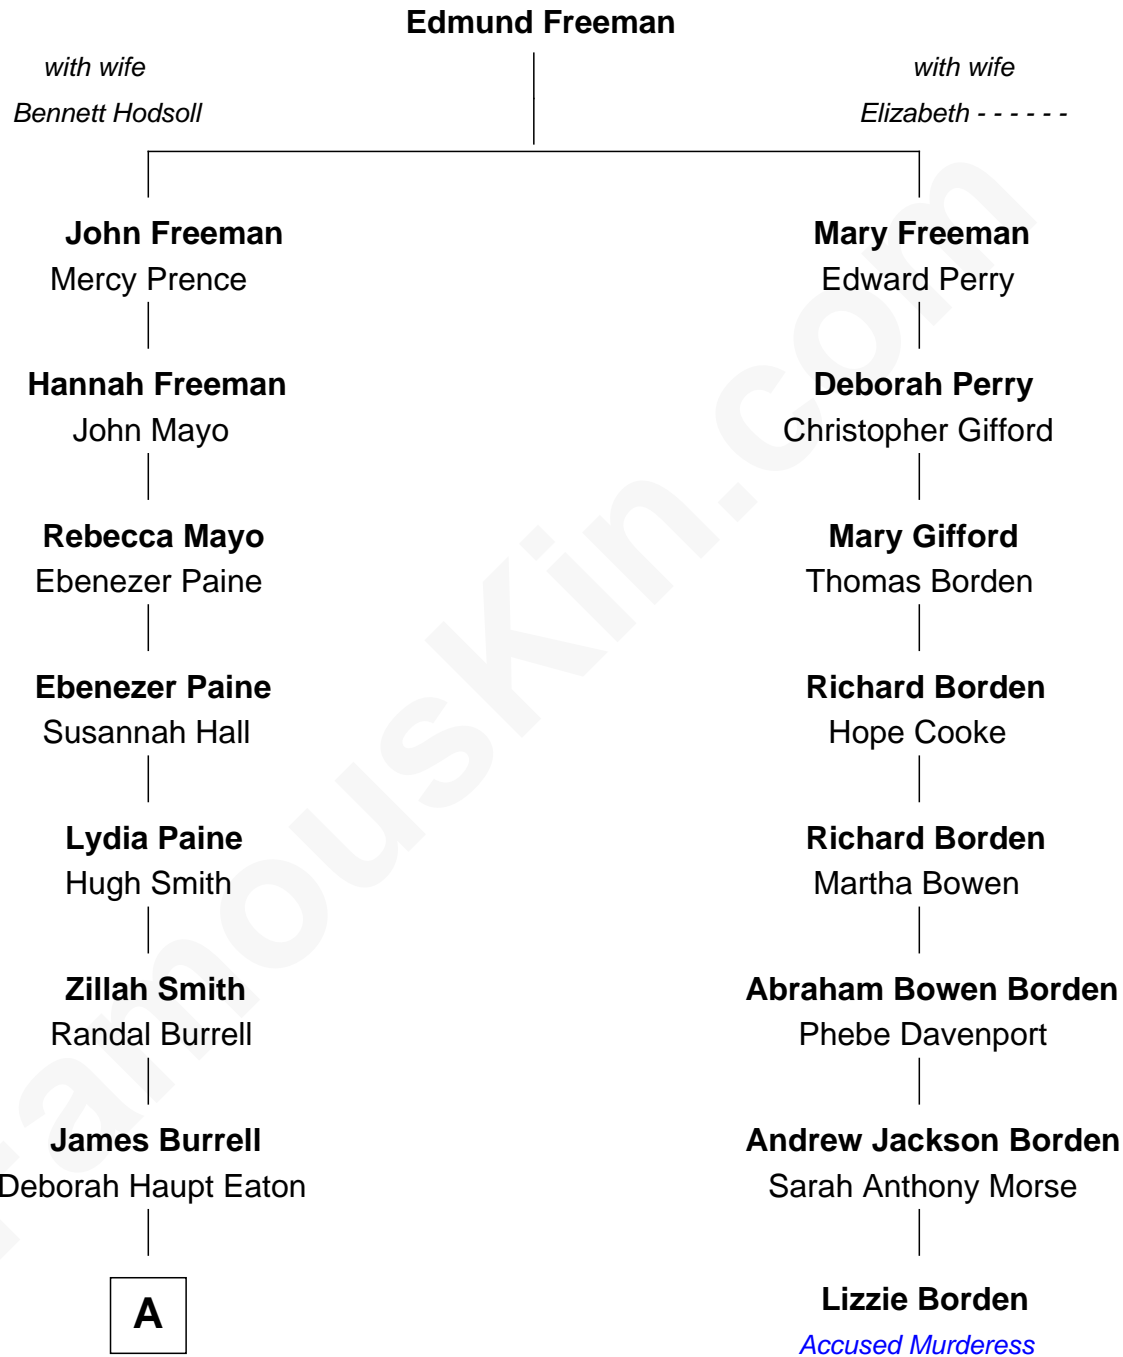 Edmund Freeman
with wife
Bennett Hodsoll
with wife
Elizabeth - - - - - -
John Freeman
Mercy Prence
Mary Freeman
Edward Perry
Hannah Freeman
John Mayo
Deborah Perry
Christopher Gifford
Rebecca Mayo
Ebenezer Paine
Mary Gifford
Thomas Borden
Ebenezer Paine
Susannah Hall
Richard Borden
Hope Cooke
Lydia Paine
Hugh Smith
Richard Borden
Martha Bowen
Zillah Smith
Randal Burrell
Abraham Bowen Borden
Phebe Davenport
James Burrell
Deborah Haupt Eaton
Andrew Jackson Borden
Sarah Anthony Morse
A
Lizzie Borden
Accused Murderess
FamousKin.com